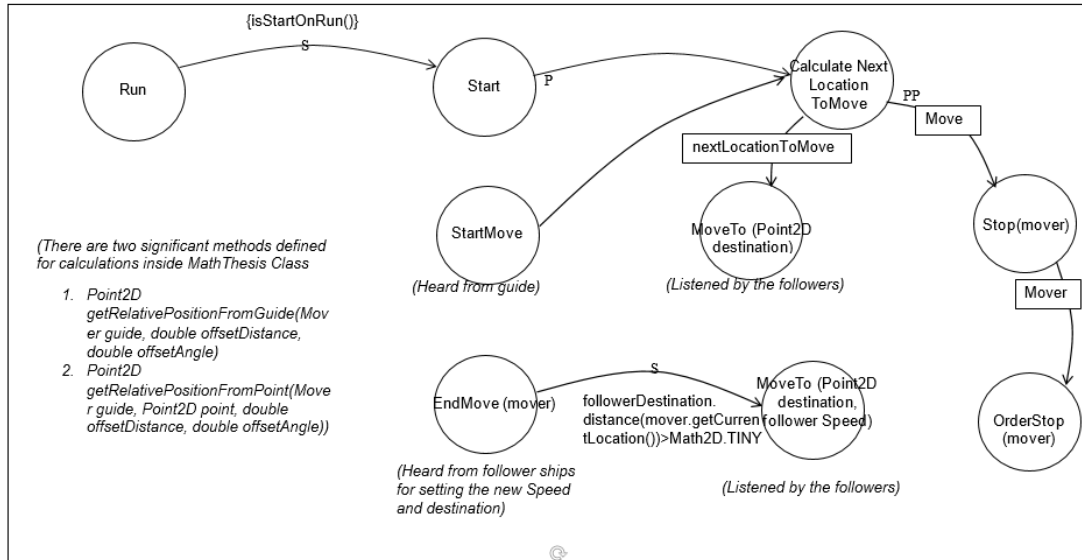 {isStartOnRun()}
S
Run
Start
P
Calculate Next
Location
ToMove
PP
Move
nextLocationToMove
StartMove
(Heard from guide)
MoveTo (Point2D
destination)
(Listened by the followers)
Stop(mover)
Mover
(There are two significant methods defined
for calculations inside MathThesis Class
1. Point2D
getRelativePositionFromGuide(Mov
er guide, double offsetDistance,
double offsetAngle)
2. Point2D
getRelativePositionFromPoint(Move
r guide, Point2D point, double
offsetDistance, double offsetAngle))
EndMove (mover)
S
followerDestination.
distance(mover.getCurren
tLocation())>Math2D.TINY
MoveTo (Point2D
destination,
follower Speed)
OrderStop
(mover)
(Heard from follower ships
for setting the new Speed
and destination)
(Listened by the followers)